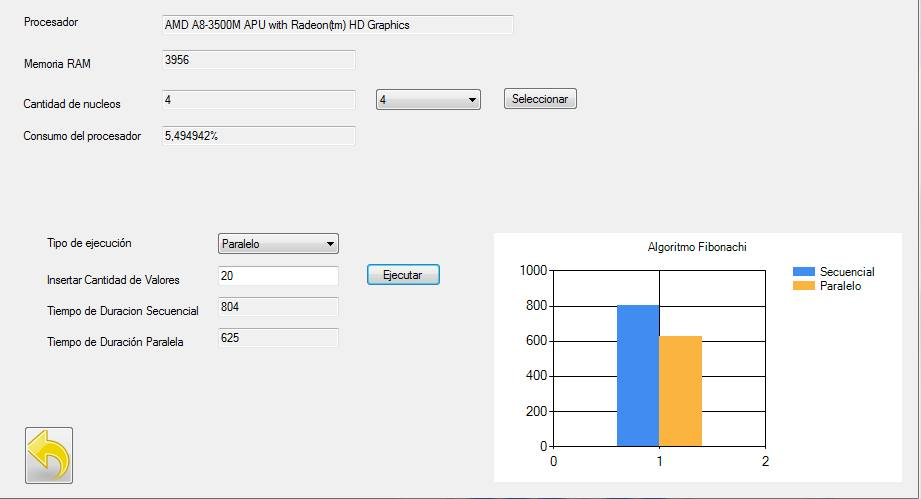 Procesador AMD A8-3500M APU with Radeon(tm) HD Graphics
Memoria RAM 3956
Cantidad de nucleos 4 4 Seleccionar
Consumo del procesador 5,494942%
Tipo de ejecución Paralelo
Insertar Cantidad de Valores 20 Ejecutar
Tiempo de Duracion Secuencial 804
Tiempo de Duración Paralela 625
Algoritmo Fibonachi
1000
800
600
400
200
0
0 1 2
Secuencial
Paralelo